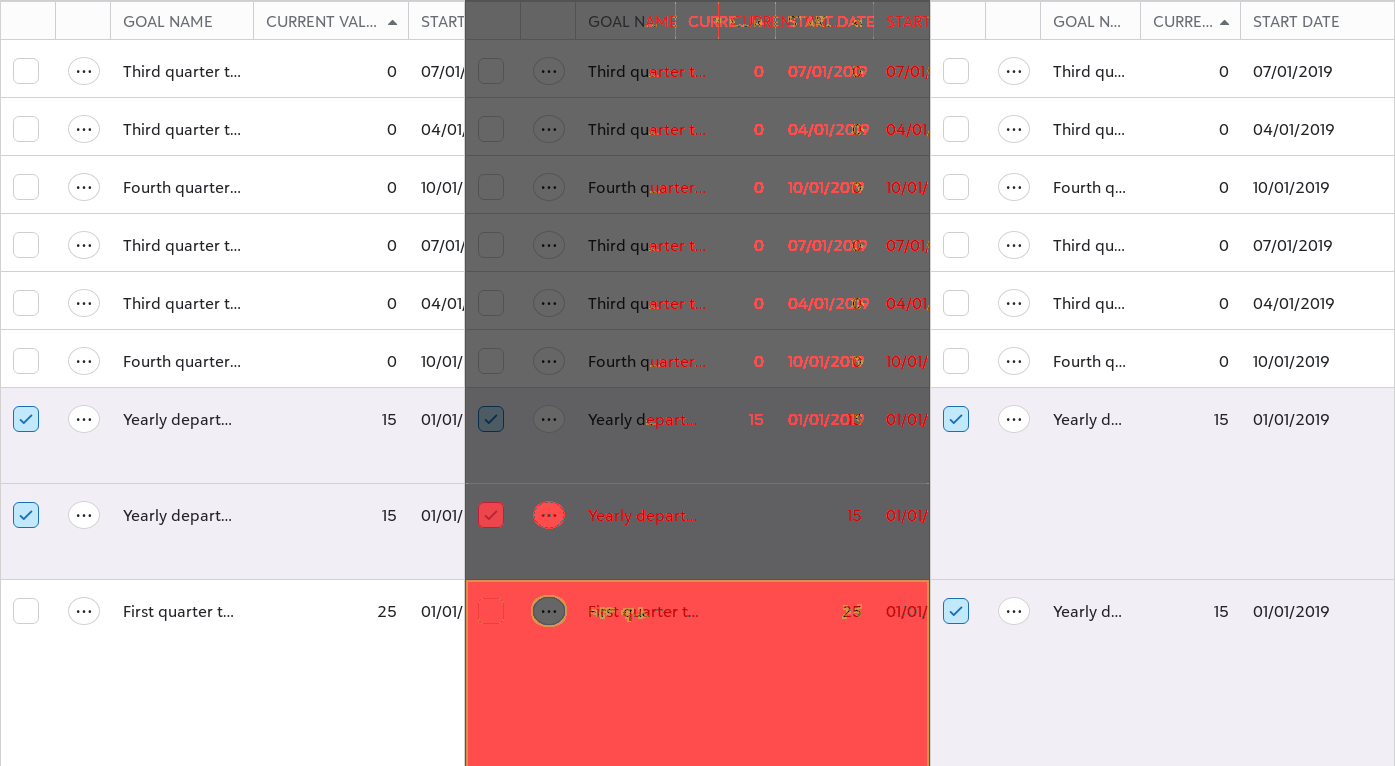 GOAL NAME CURRENT VAL... START
Third quarter t... 0 07/01/
Third quarter t... 0 04/01/
Fourth quarter... 0 10/01/
Third quarter t... 0 07/01/
Third quarter t... 0 04/01/
Fourth quarter... 0 10/01/
Yearly depart... 15 01/01/
Yearly depart... 15 01/01/
First quarter t... 25 01/01/
START DATE START
Third quarter t... 0 07/01/2019 07/01/
Third quarter t... 0 04/01/2019 04/01/
Fourth quarter... 0 10/01/2019 10/01/
Third quarter t... 0 07/01/2019 07/01/
Third quarter t... 0 04/01/2019 04/01/
Fourth quarter... 0 10/01/2019 10/01/
Yearly depart... 15 01/01/2019 01/01/
Yearly depart... 15 01/01/
First quarter t... 25 01/01/
GOAL N... CURRE... START DATE
Third qu... 0 07/01/2019
Third qu... 0 04/01/2019
Fourth q... 0 10/01/2019
Third qu... 0 07/01/2019
Third qu... 0 04/01/2019
Fourth q... 0 10/01/2019
Yearly d... 15 01/01/2019
Yearly d... 15 01/01/2019